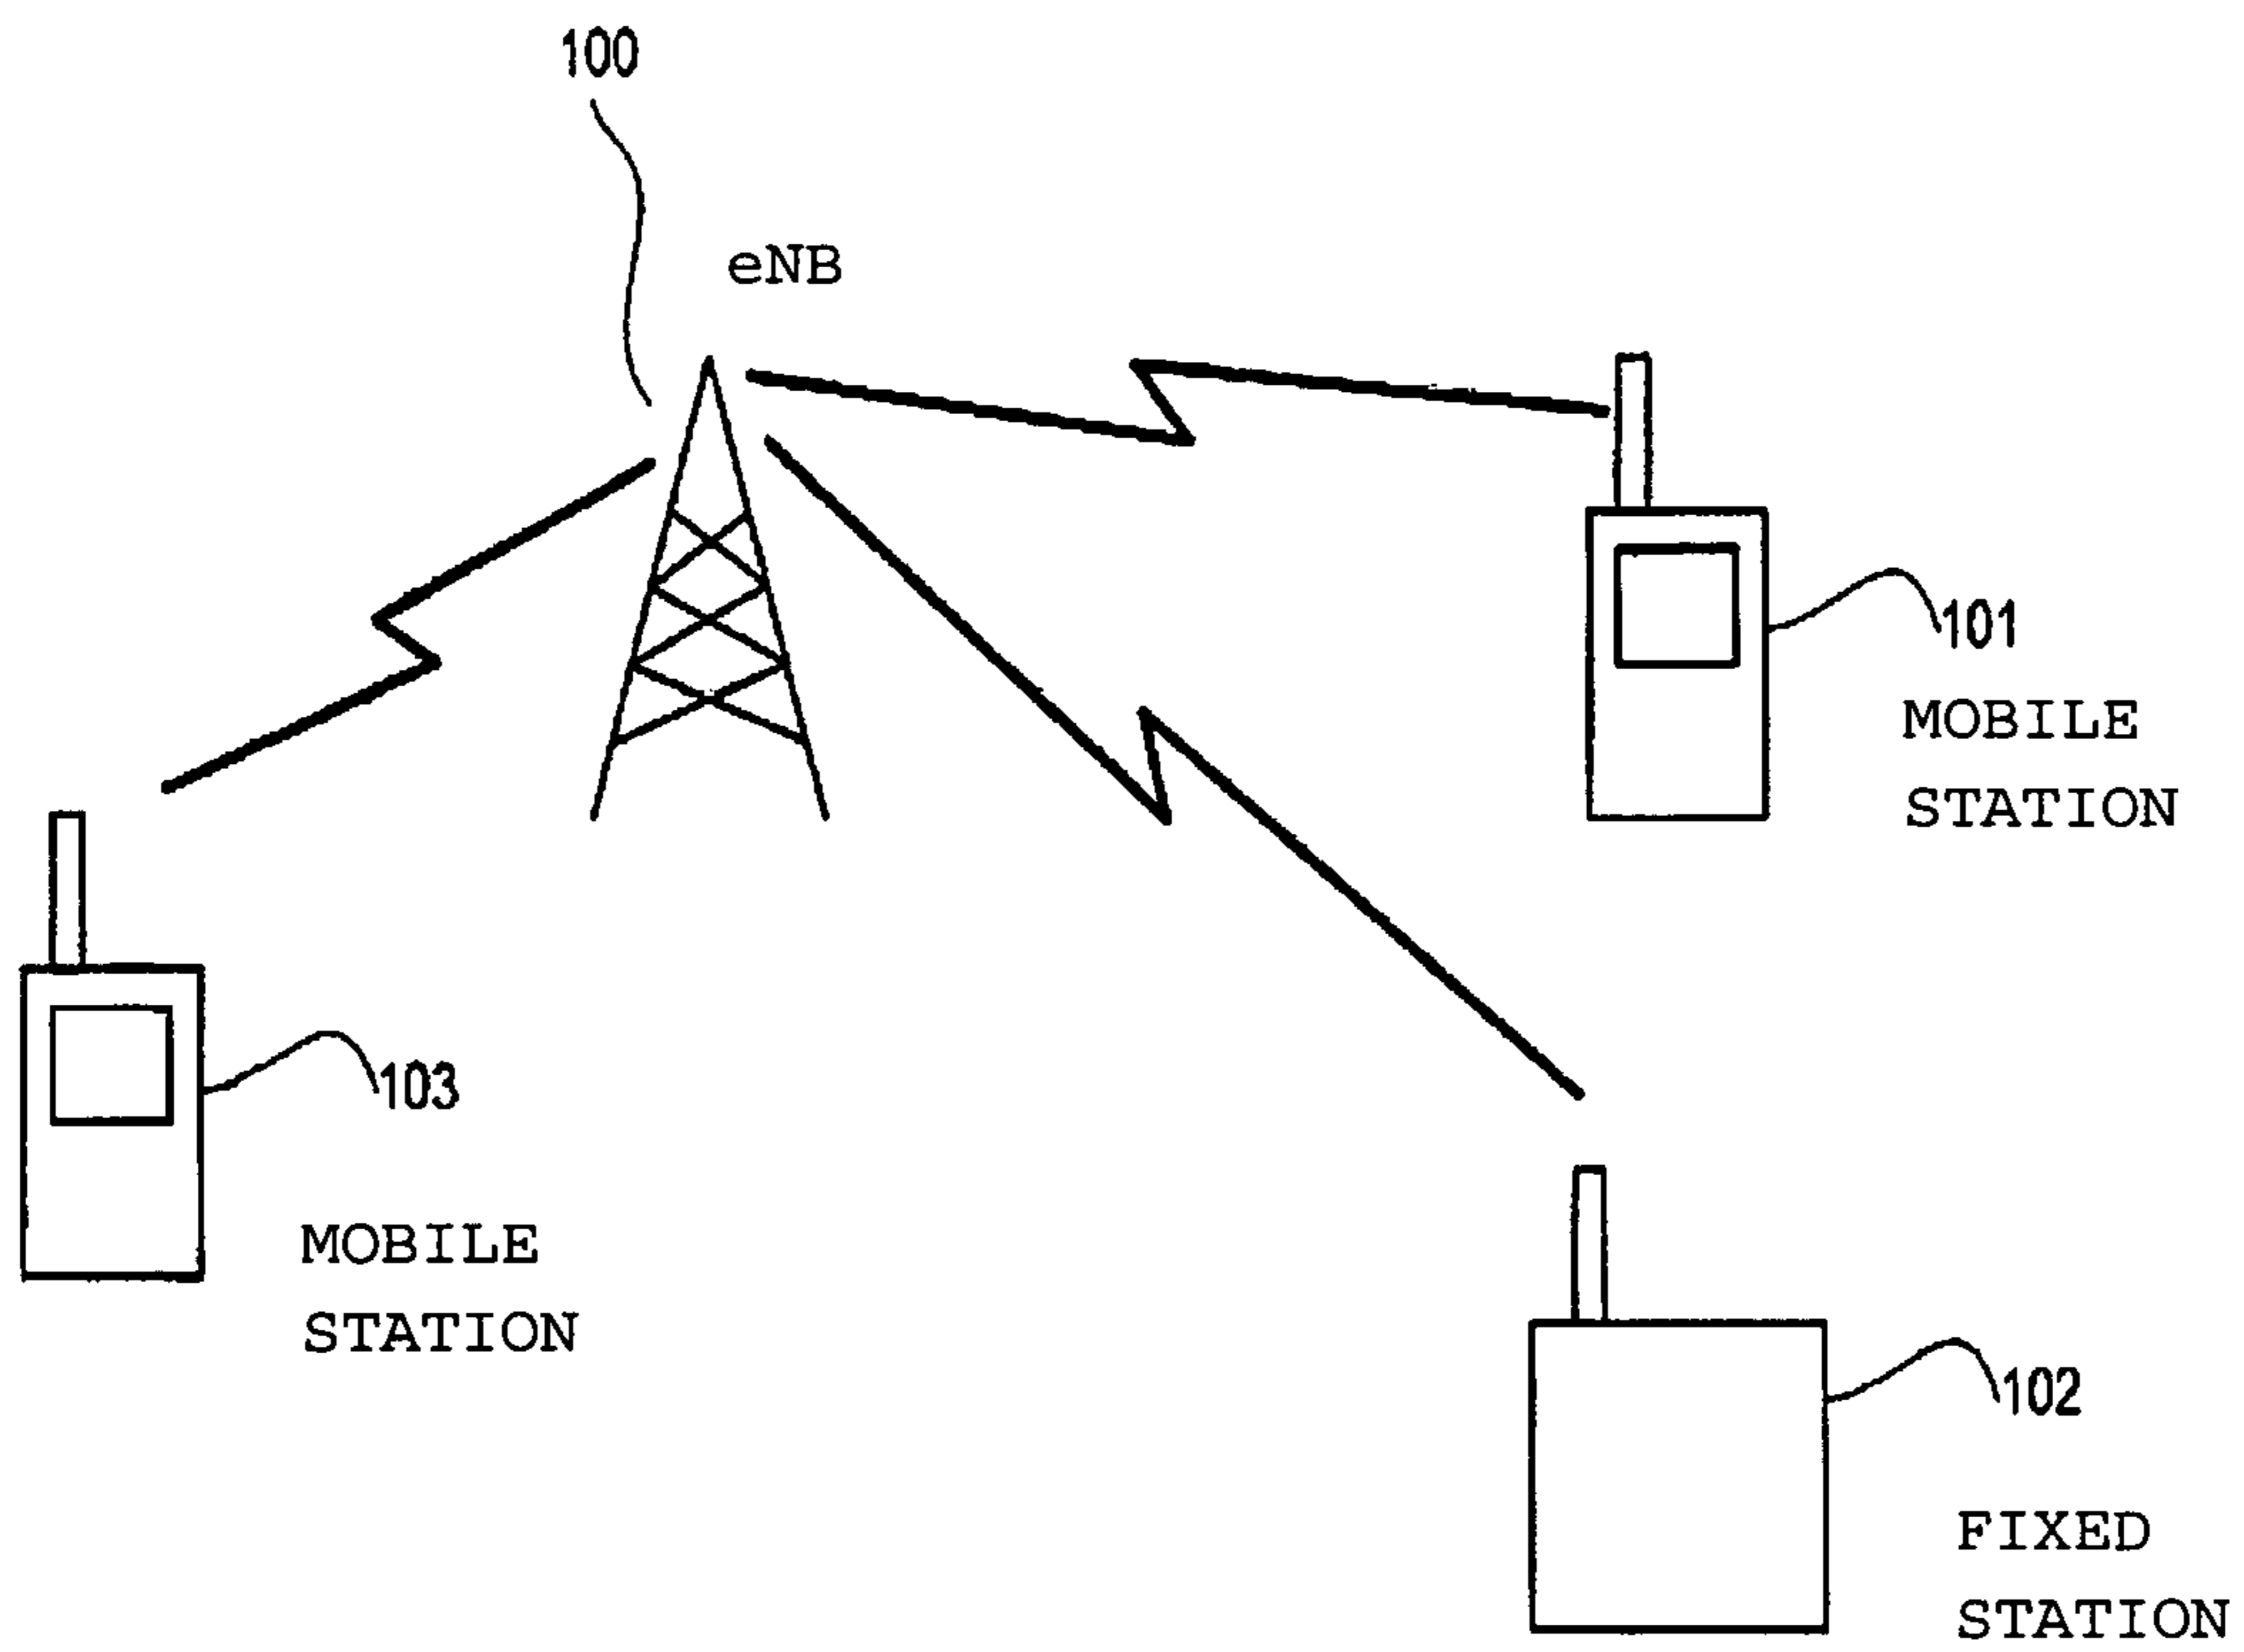 100
eNB
101
MOBILE
STATION
103
MOBILE
STATION
102
FIXED
STATION